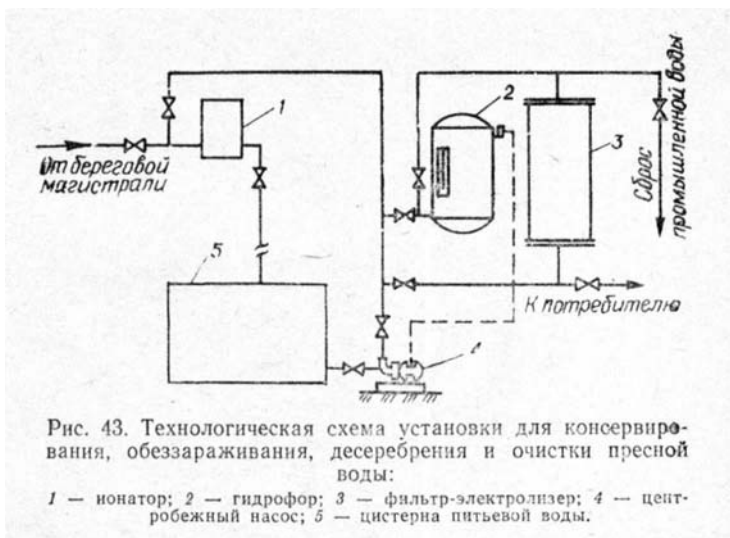 1
2
3
От береговой
магистрали
Сброс
промышленной воды
5
К потребителю
Рис. 43. Технологическая схема установки для консервиро-
вания, обеззараживания, десеребрения и очистки пресной
воды:
1 — ионатор; 2 — гидрофор; 3 — фильтр-электролизер; 4 — цент-
робежный насос; 5 — цистерна питьевой воды.